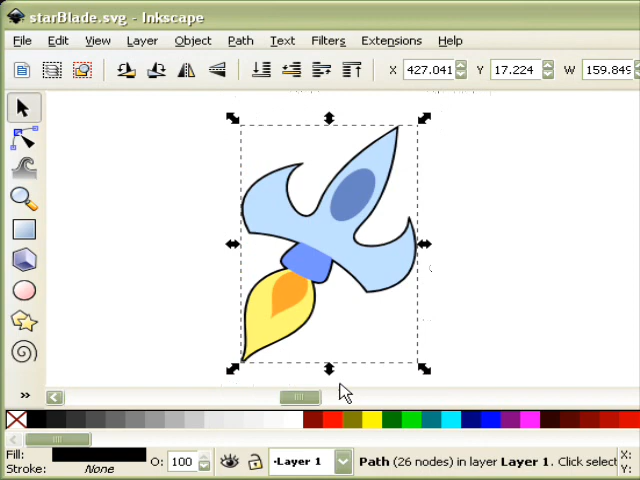 starBlade.svg - Inkscape
File Edit View Layer Object Path Text Filters Extensions Help
X 427.041 Y 17.224 W 159.849
»
Fill: O: 100 ·Layer 1 Path (26 nodes) in layer Layer 1. Click select X:
Stroke: None Y: